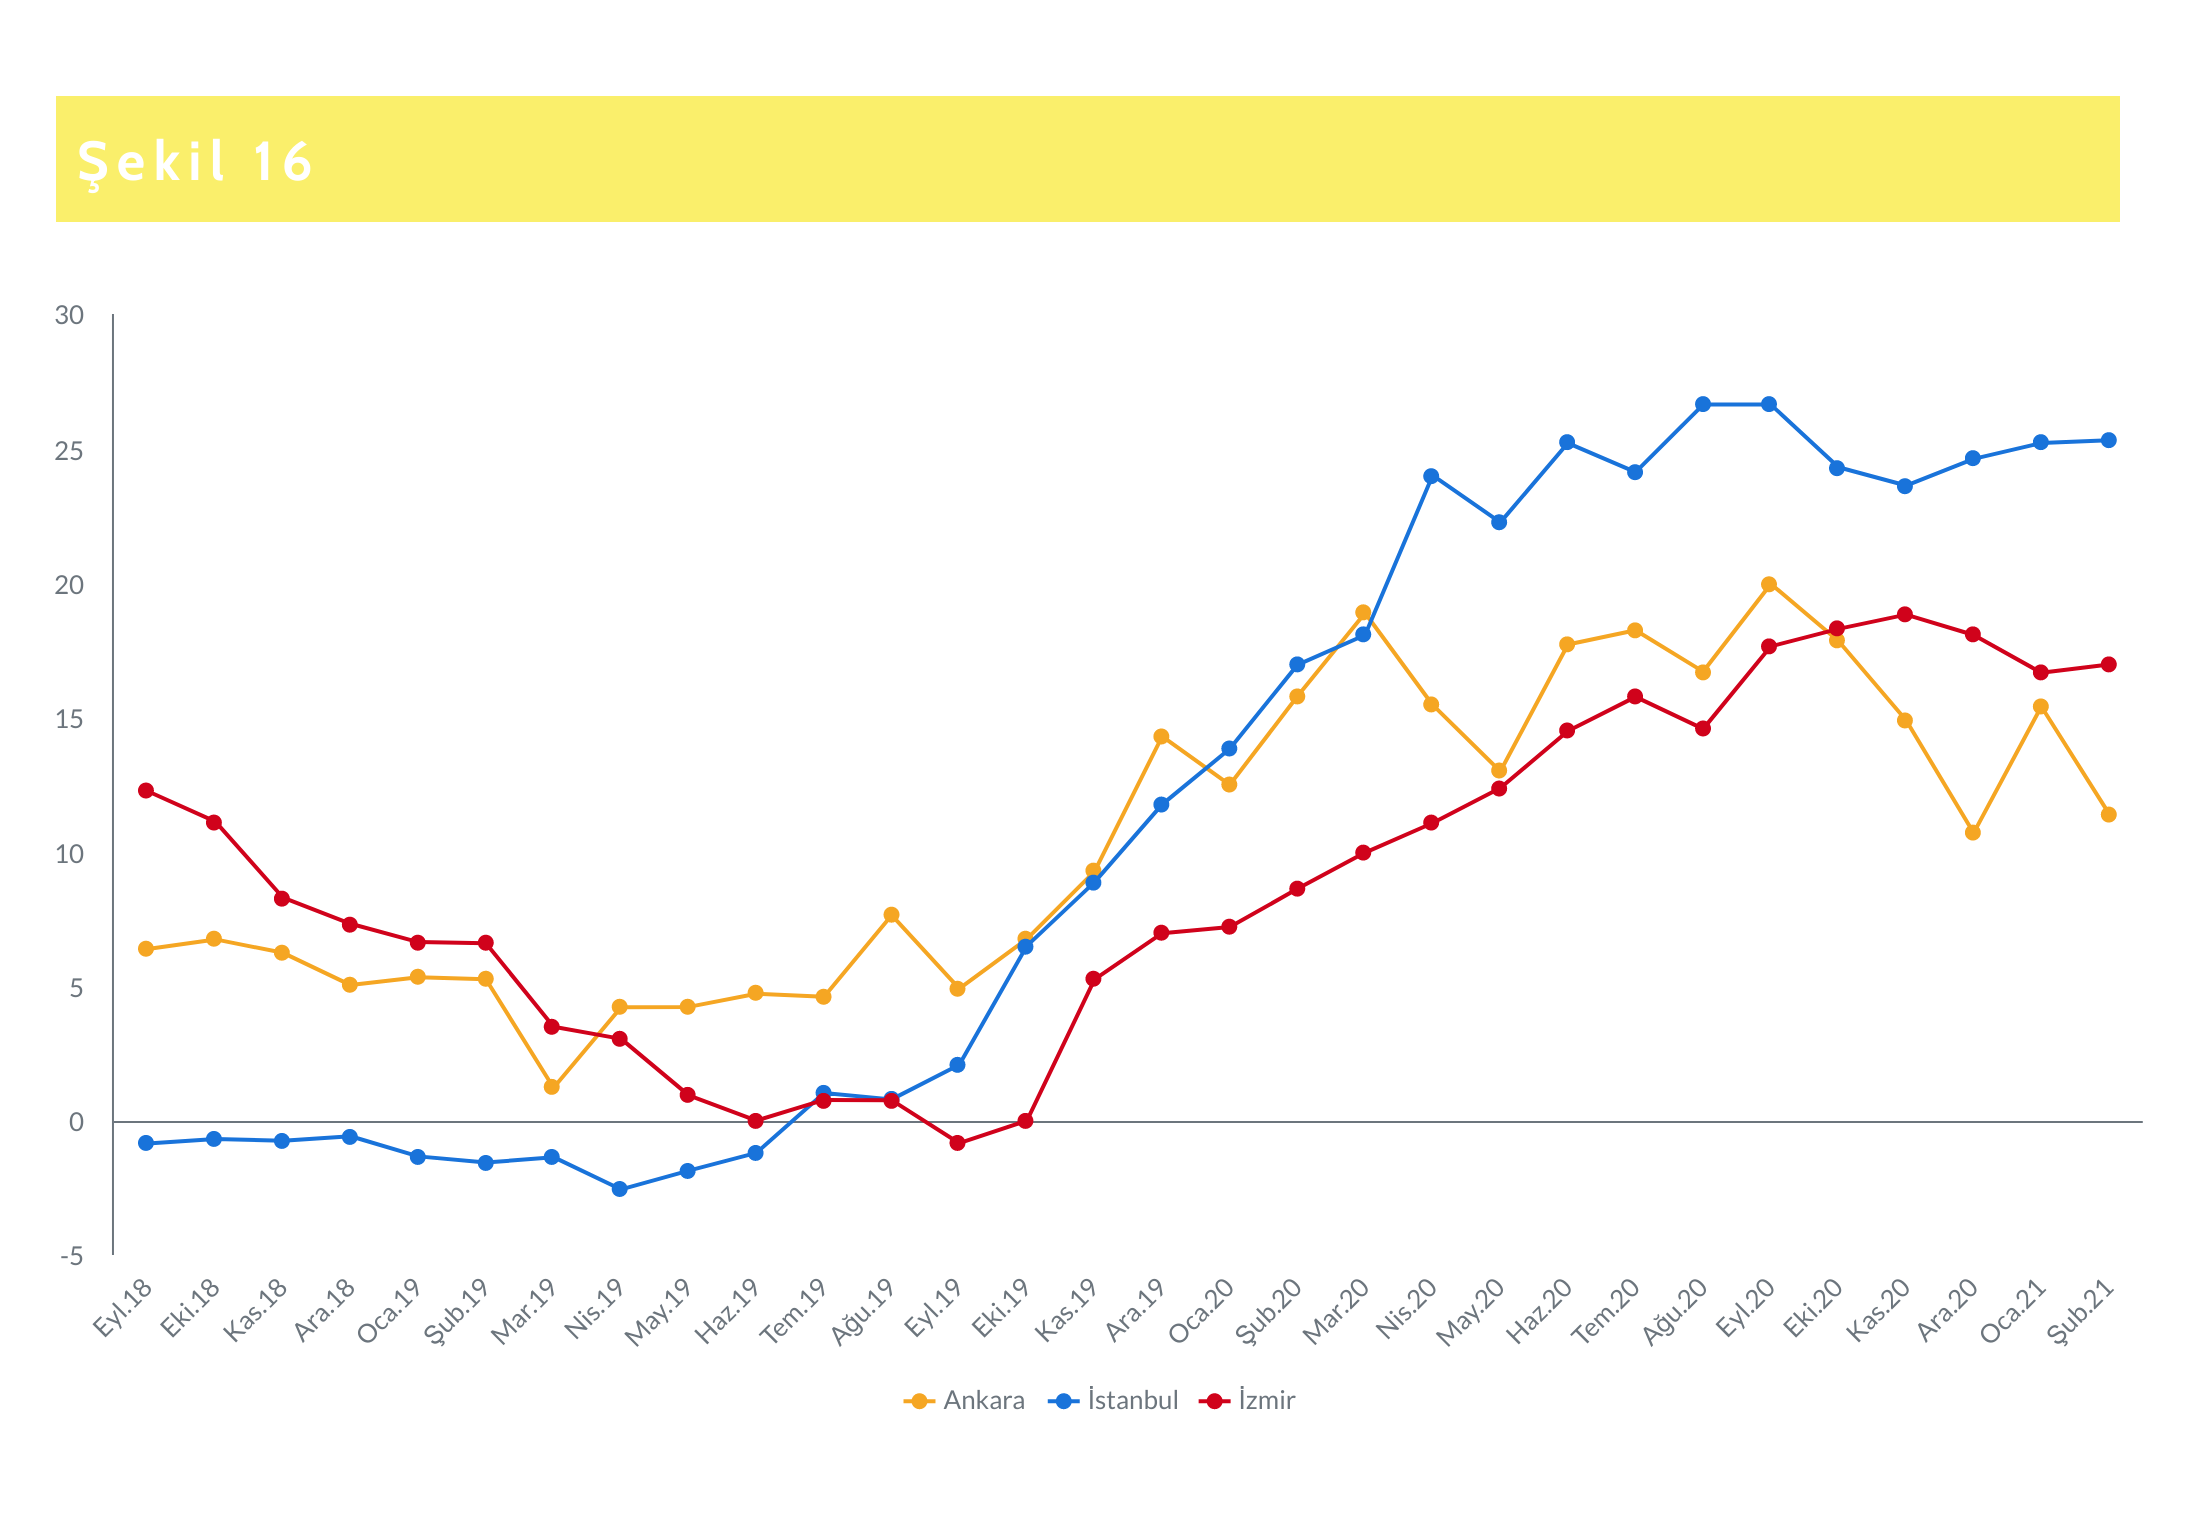 Şekil 16
30
25
20
15
10
5
0
-5
Eyl.18
Eki.18
Kas.18
Ara.18
Oca.19
Şub.19
Mar.19
Nis.19
May.19
Haz.19
Tem.19
Ağu.19
Eyl.19
Eki.19
Kas.19
Ara.19
Oca.20
Şub.20
Mar.20
Nis.20
May.20
Haz.20
Tem.20
Ağu.20
Eyl.20
Eki.20
Kas.20
Ara.20
Oca.21
Şub.21
Ankara İstanbul İzmir